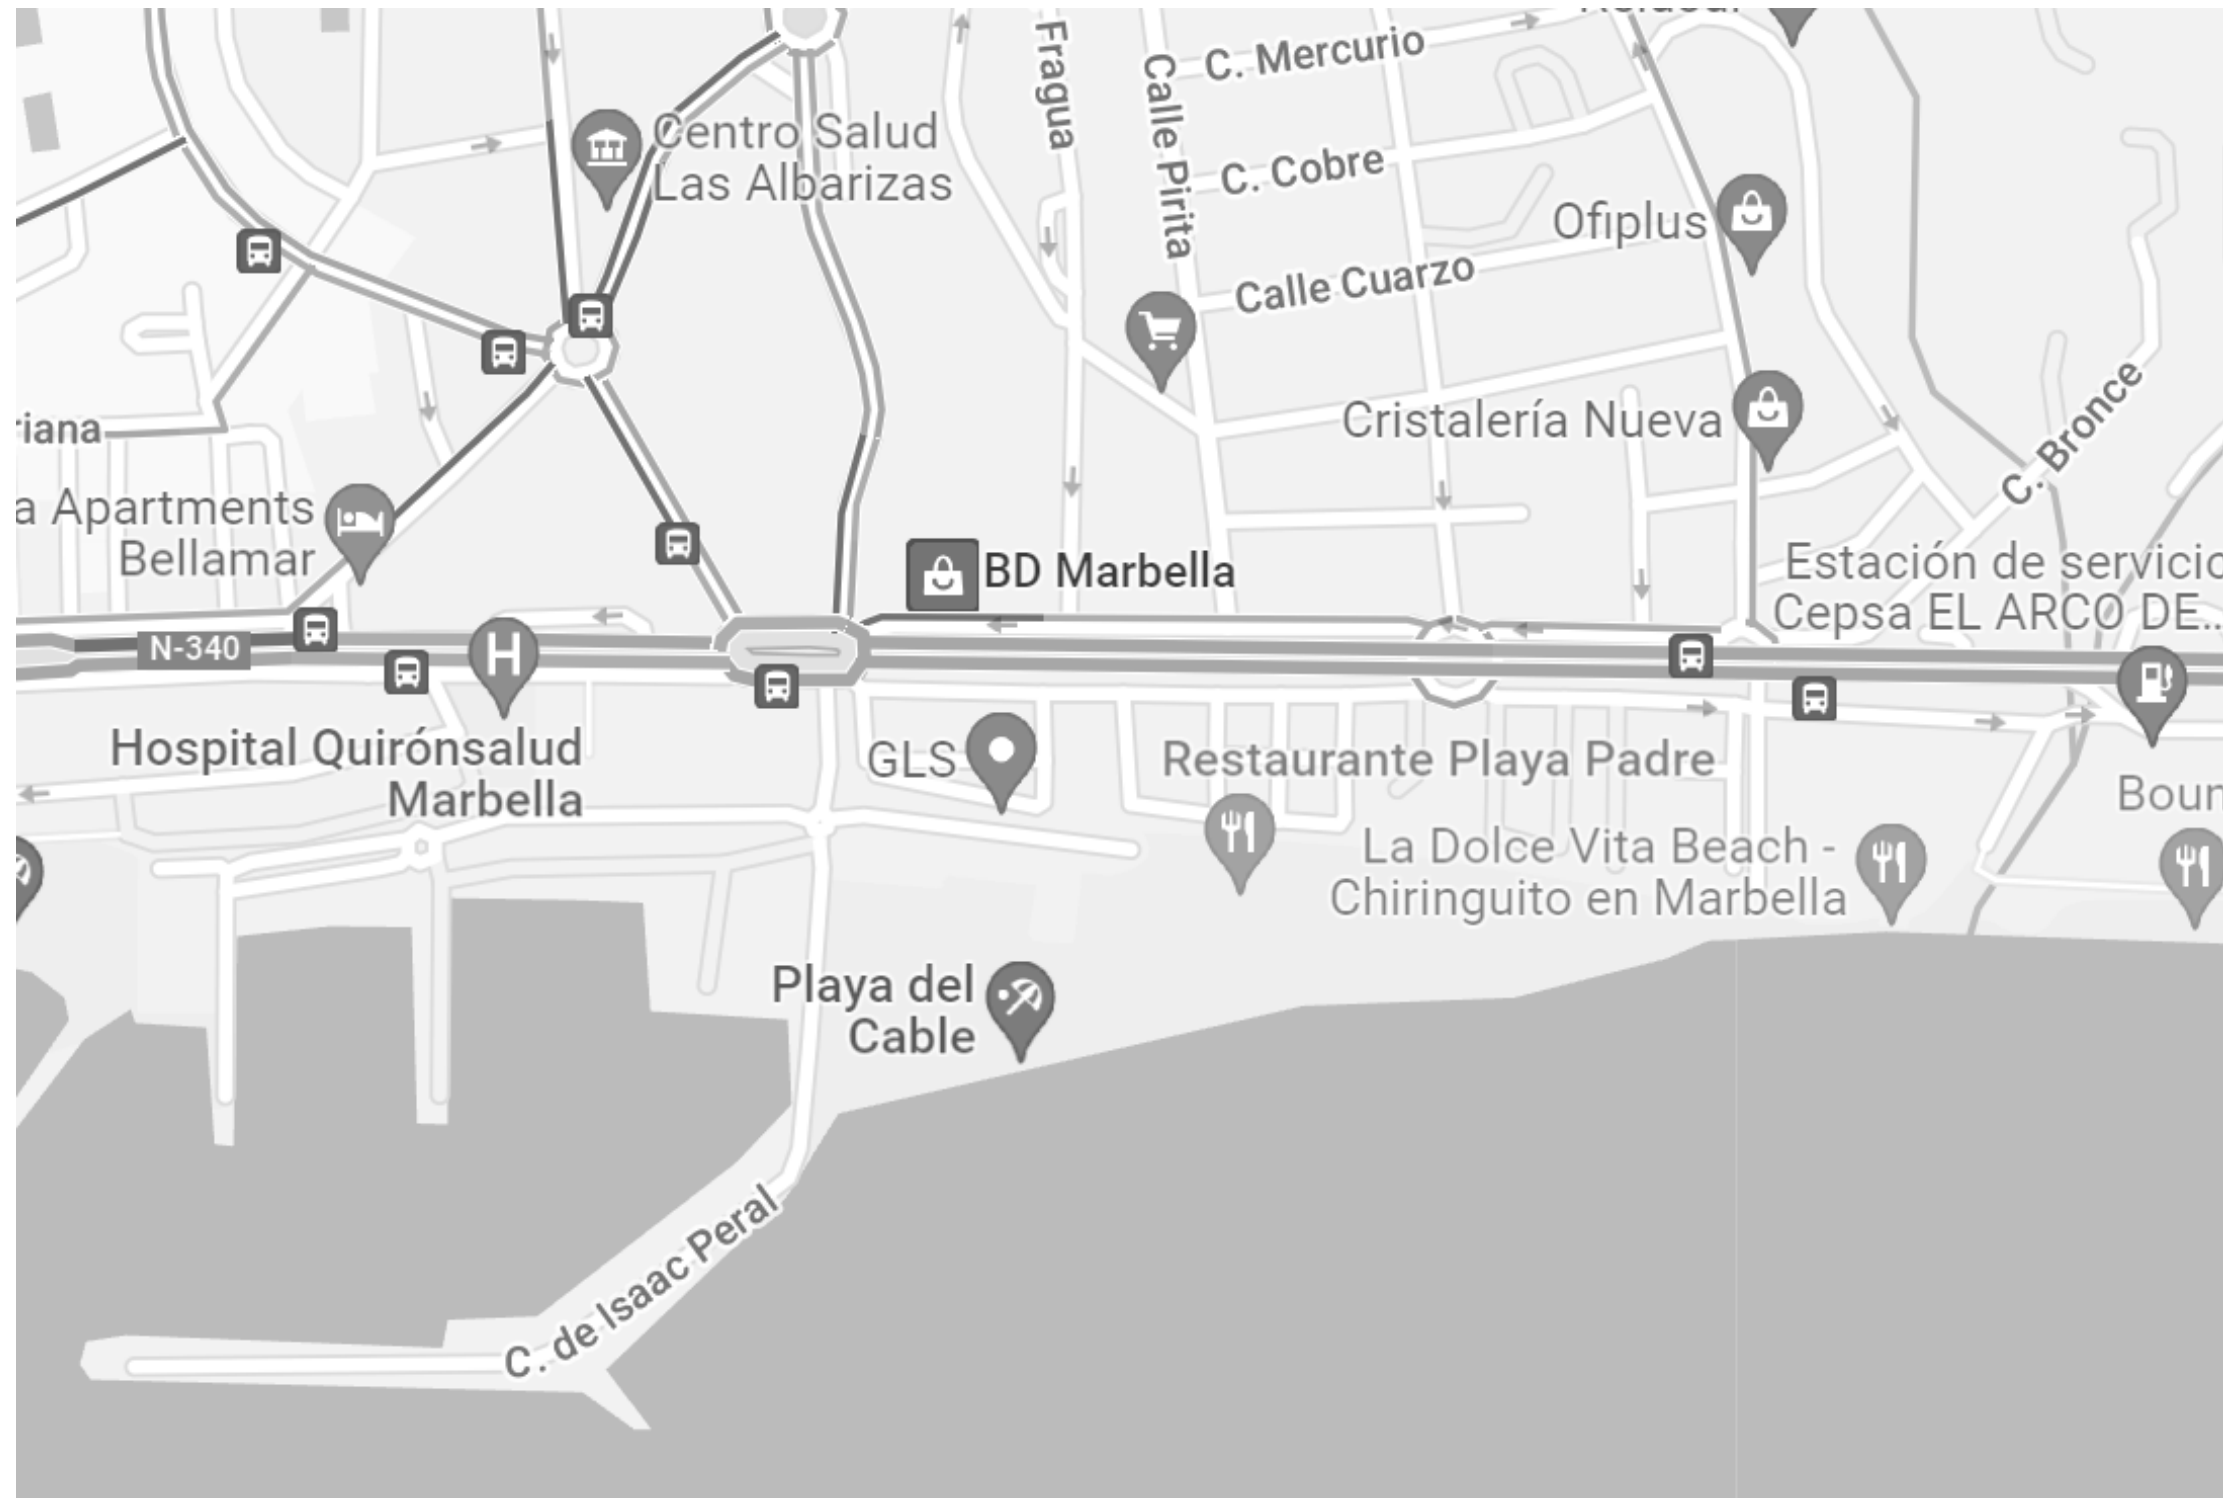 Fragua
Calle Pirita
C. Mercurio
Centro Salud
Las Albarizas
C. Cobre
Ofiplus
Calle Cuarzo
riana
Cristalería Nueva
C. Bronce
a Apartments
Bellamar
BD Marbella
Estación de servicio
Cepsa EL ARCO DE...
N-340
H
Hospital Quirónsalud
Marbella
GLS
Restaurante Playa Padre
Boun
La Dolce Vita Beach -
Chiringuito en Marbella
Playa del
Cable
C. de Isaac Peral